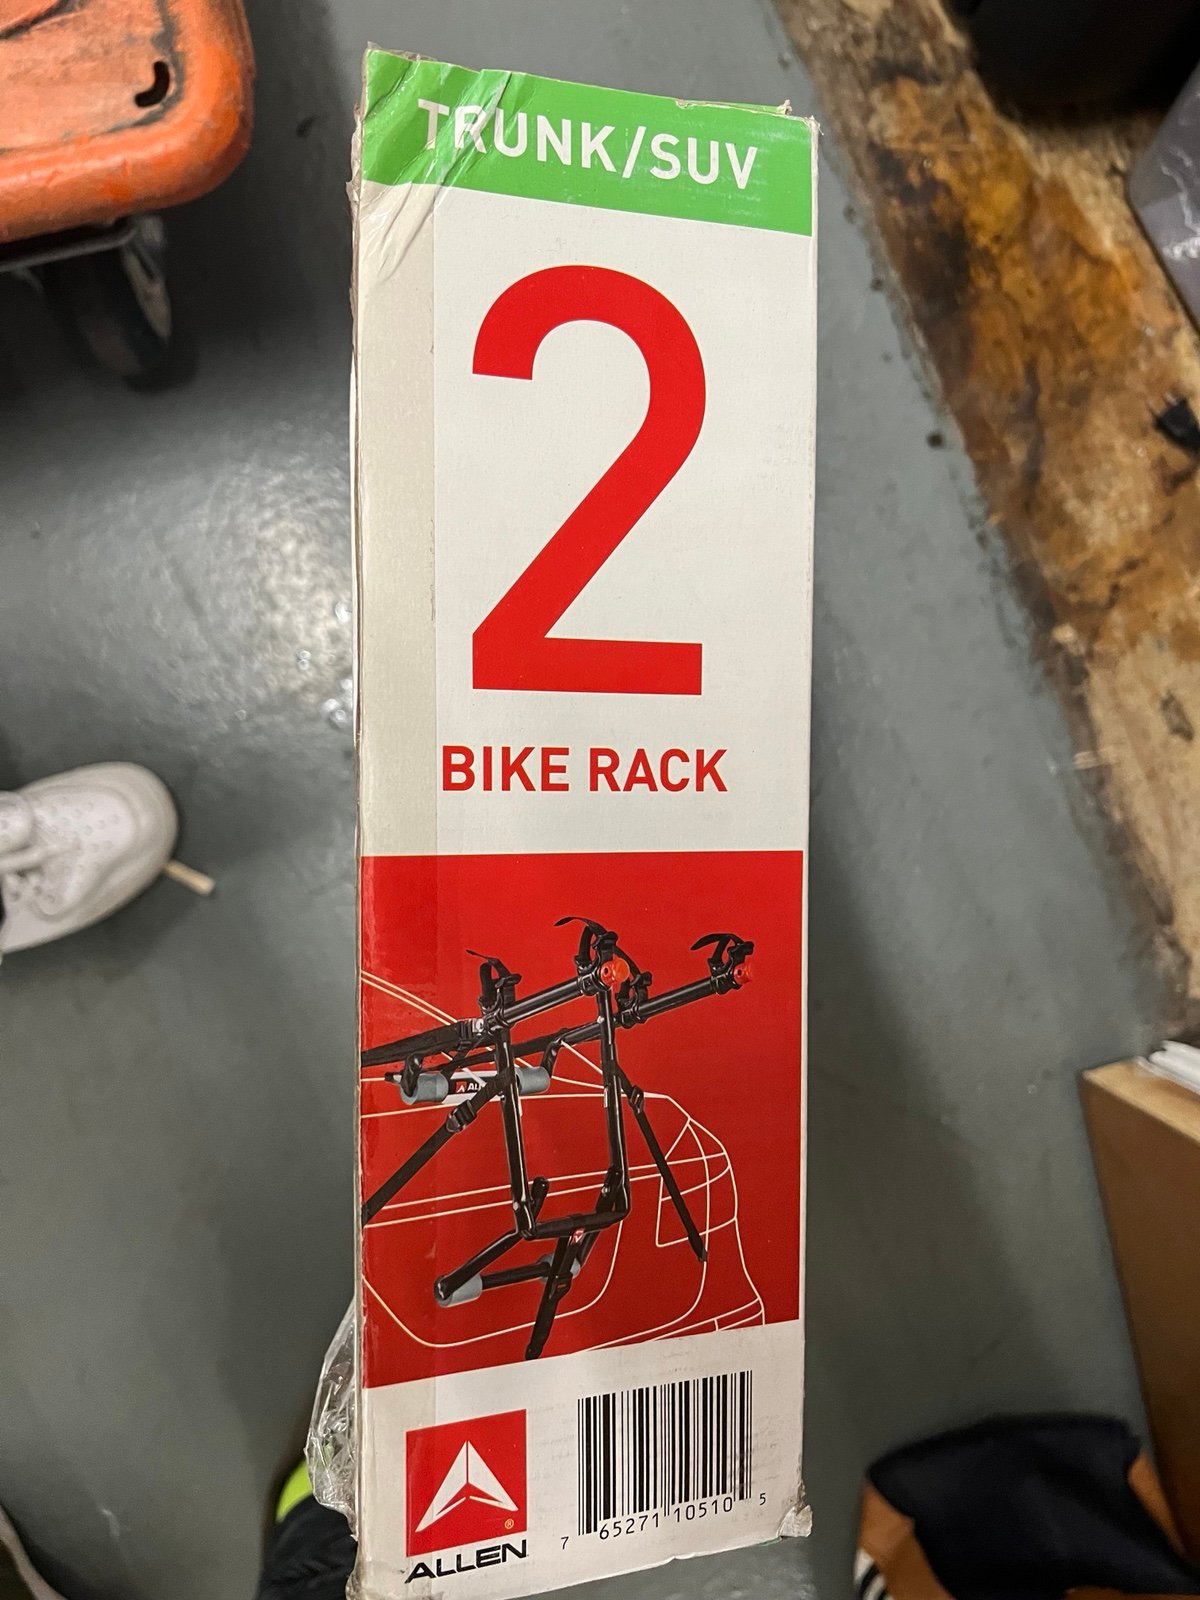 TRUNK/SUV
2
BIKE RACK
ALLEN
7 65271 10510 5